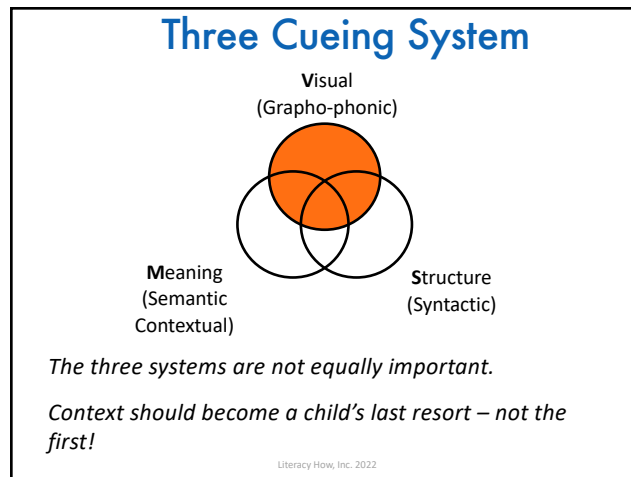 Three Cueing System
Visual
(Grapho-phonic)
Meaning
(Semantic
Contextual)
Structure
(Syntactic)
The three systems are not equally important.
Context should become a child’s last resort – not the
first!
Literacy How, Inc. 2022